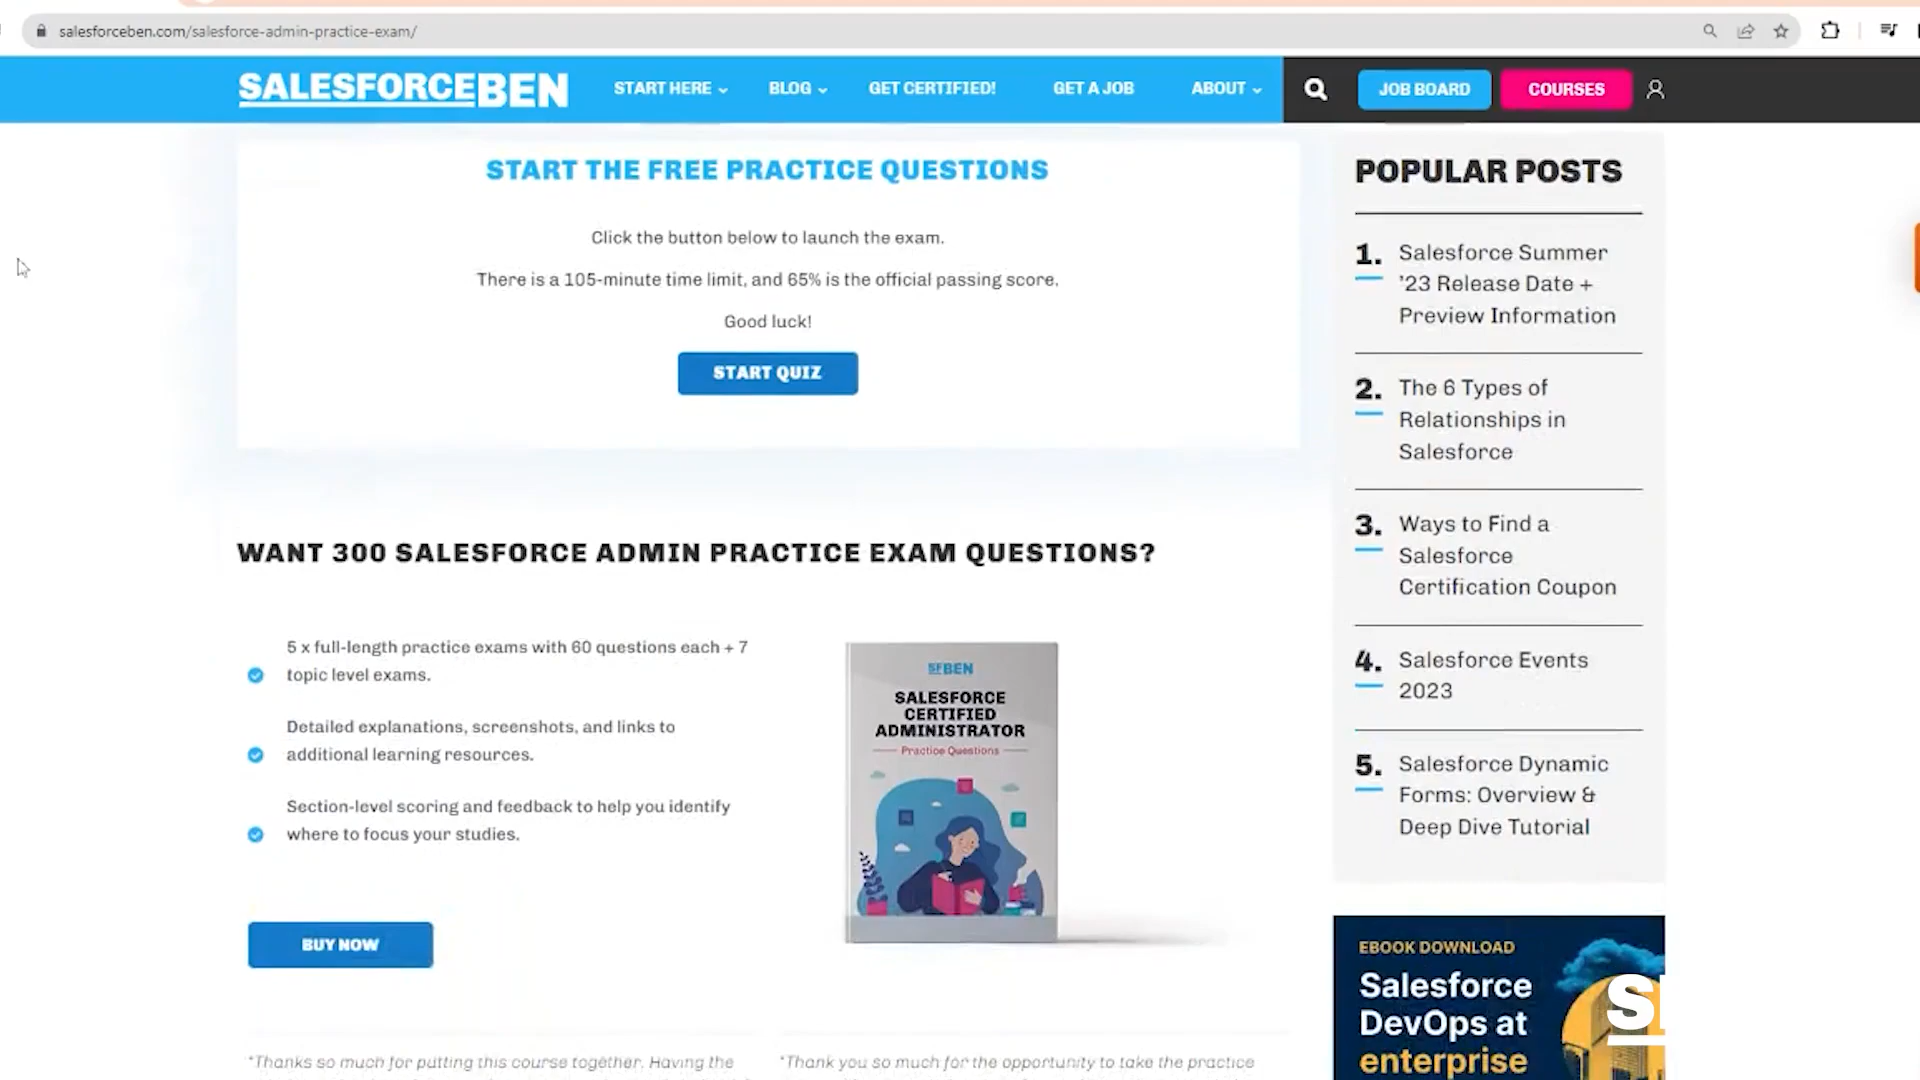 salesforceben.com/salesforce-admin-practice-exam/
SALESFORCEBEN
START HERE
BLOG
GET CERTIFIED!
GET A JOB
ABOUT
JOB BOARD
COURSES
START THE FREE PRACTICE QUESTIONS
Click the button below to launch the exam.
There is a 105-minute time limit, and 65% is the official passing score.
Good luck!
START QUIZ
WANT 300 SALESFORCE ADMIN PRACTICE EXAM QUESTIONS?
5 x full-length practice exams with 60 questions each + 7
topic level exams.
Detailed explanations, screenshots, and links to
additional learning resources.
Section-level scoring and feedback to help you identify
where to focus your studies.
BUY NOW
SFBEN
SALESFORCE
CERTIFIED
ADMINISTRATOR
Practice Questions
"Thanks so much for putting this course together. Having the
"Thank you so much for the opportunity to take the practice
POPULAR POSTS
1. Salesforce Summer
'23 Release Date +
Preview Information
2. The 6 Types of
Relationships in
Salesforce
3. Ways to Find a
Salesforce
Certification Coupon
4. Salesforce Events
2023
5. Salesforce Dynamic
Forms: Overview &
Deep Dive Tutorial
EBOOK DOWNLOAD
Salesforce
DevOps at
enterprise
S